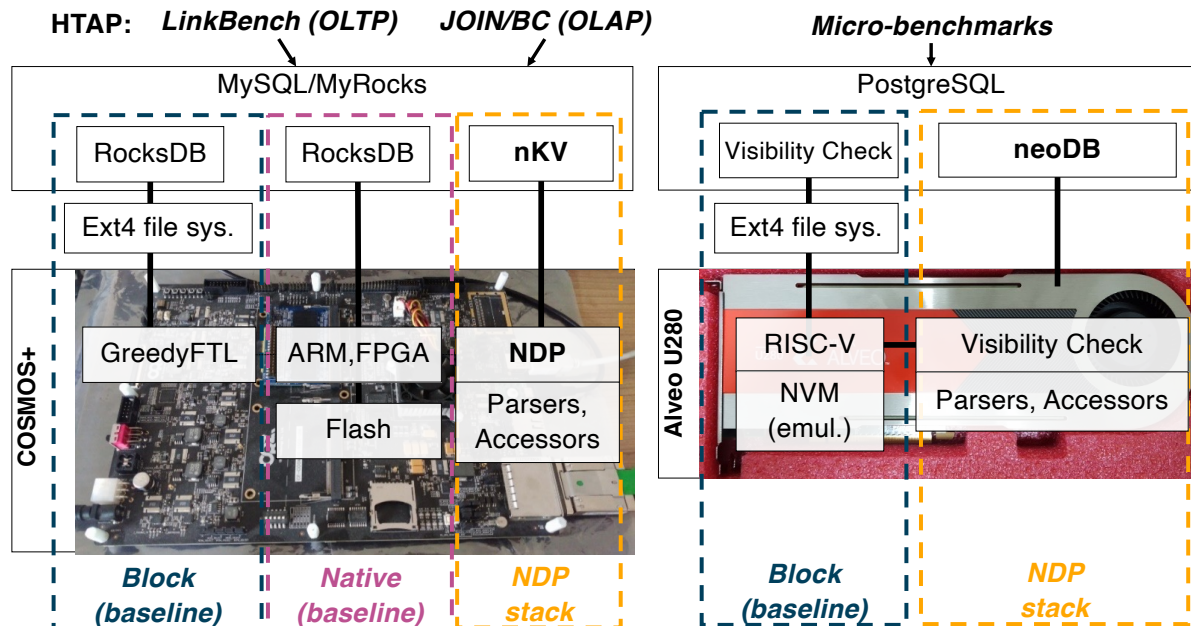 HTAP: LinkBench (OLTP) JOIN/BC (OLAP)
MySQL/MyRocks
RocksDB RocksDB nKV
Ext4 file sys.
COSMOS+
GreedyFTL ARM,FPGA NDP
Flash Parsers,
Accessors
Block
(baseline)
Native
(baseline)
NDP
stack
Micro-benchmarks
PostgreSQL
Visibility Check neoDB
Ext4 file sys.
Alveo U280
RISC-V Visibility Check
ALVEO.
NVM
(emul.)
Parsers, Accessors
Block
(baseline)
NDP
stack